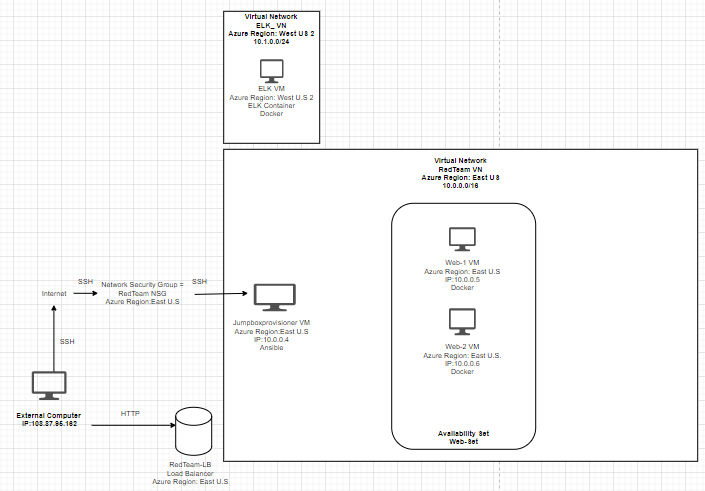 Virtual Network
ELK_ VN
Azure Region: West US 2
10.1.0.0/24
ELK VM
Azure Region: West U.S 2
ELK Container
Docker
Virtual Network
RedTeam VN
Azure Region: East US
10.0.0.0/16
Web-1 VM
Azure Region: East U.S
IP:10.0.0.5
Docker
Web-2 VM
Azure Region: East U.S.
IP:10.0.0.6
Docker
Availability Set
Web-Set
SSH
Network Security Group =
RedTeam NSG
Azure Region:East U.S
SSH
Internet
Jumpboxprovisioner VM
Azure Region:East U.S
IP:10.0.0.4
Ansible
SSH
External Computer
IP:108.87.95.162
HTTP
RedTeam-LB
Load Balancer
Azure Region: East U.S